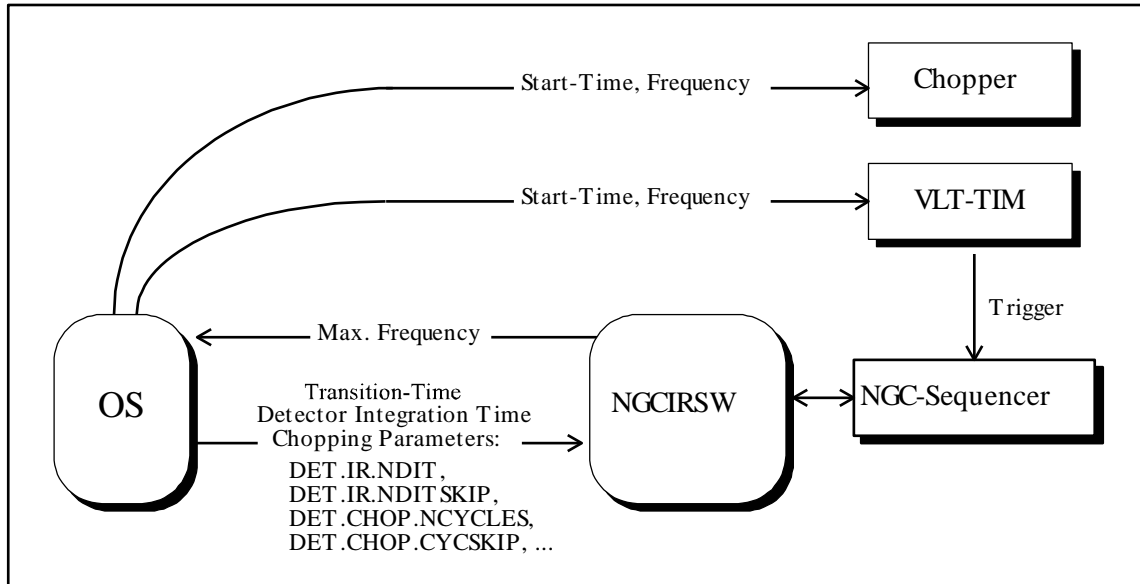 Start-Time, Frequency
Chopper
Start-Time, Frequency
VLT-TIM
Trigger
Max. Frequency
OS
Transition-Time
Detector Integration Time
Chopping Parameters:
DET.IR.NDIT,
DET.IR.NDITSKIP,
DET.CHOP.NCYCLES,
DET.CHOP.CYCSKIP, ...
NGCIRSW
NGC-Sequencer